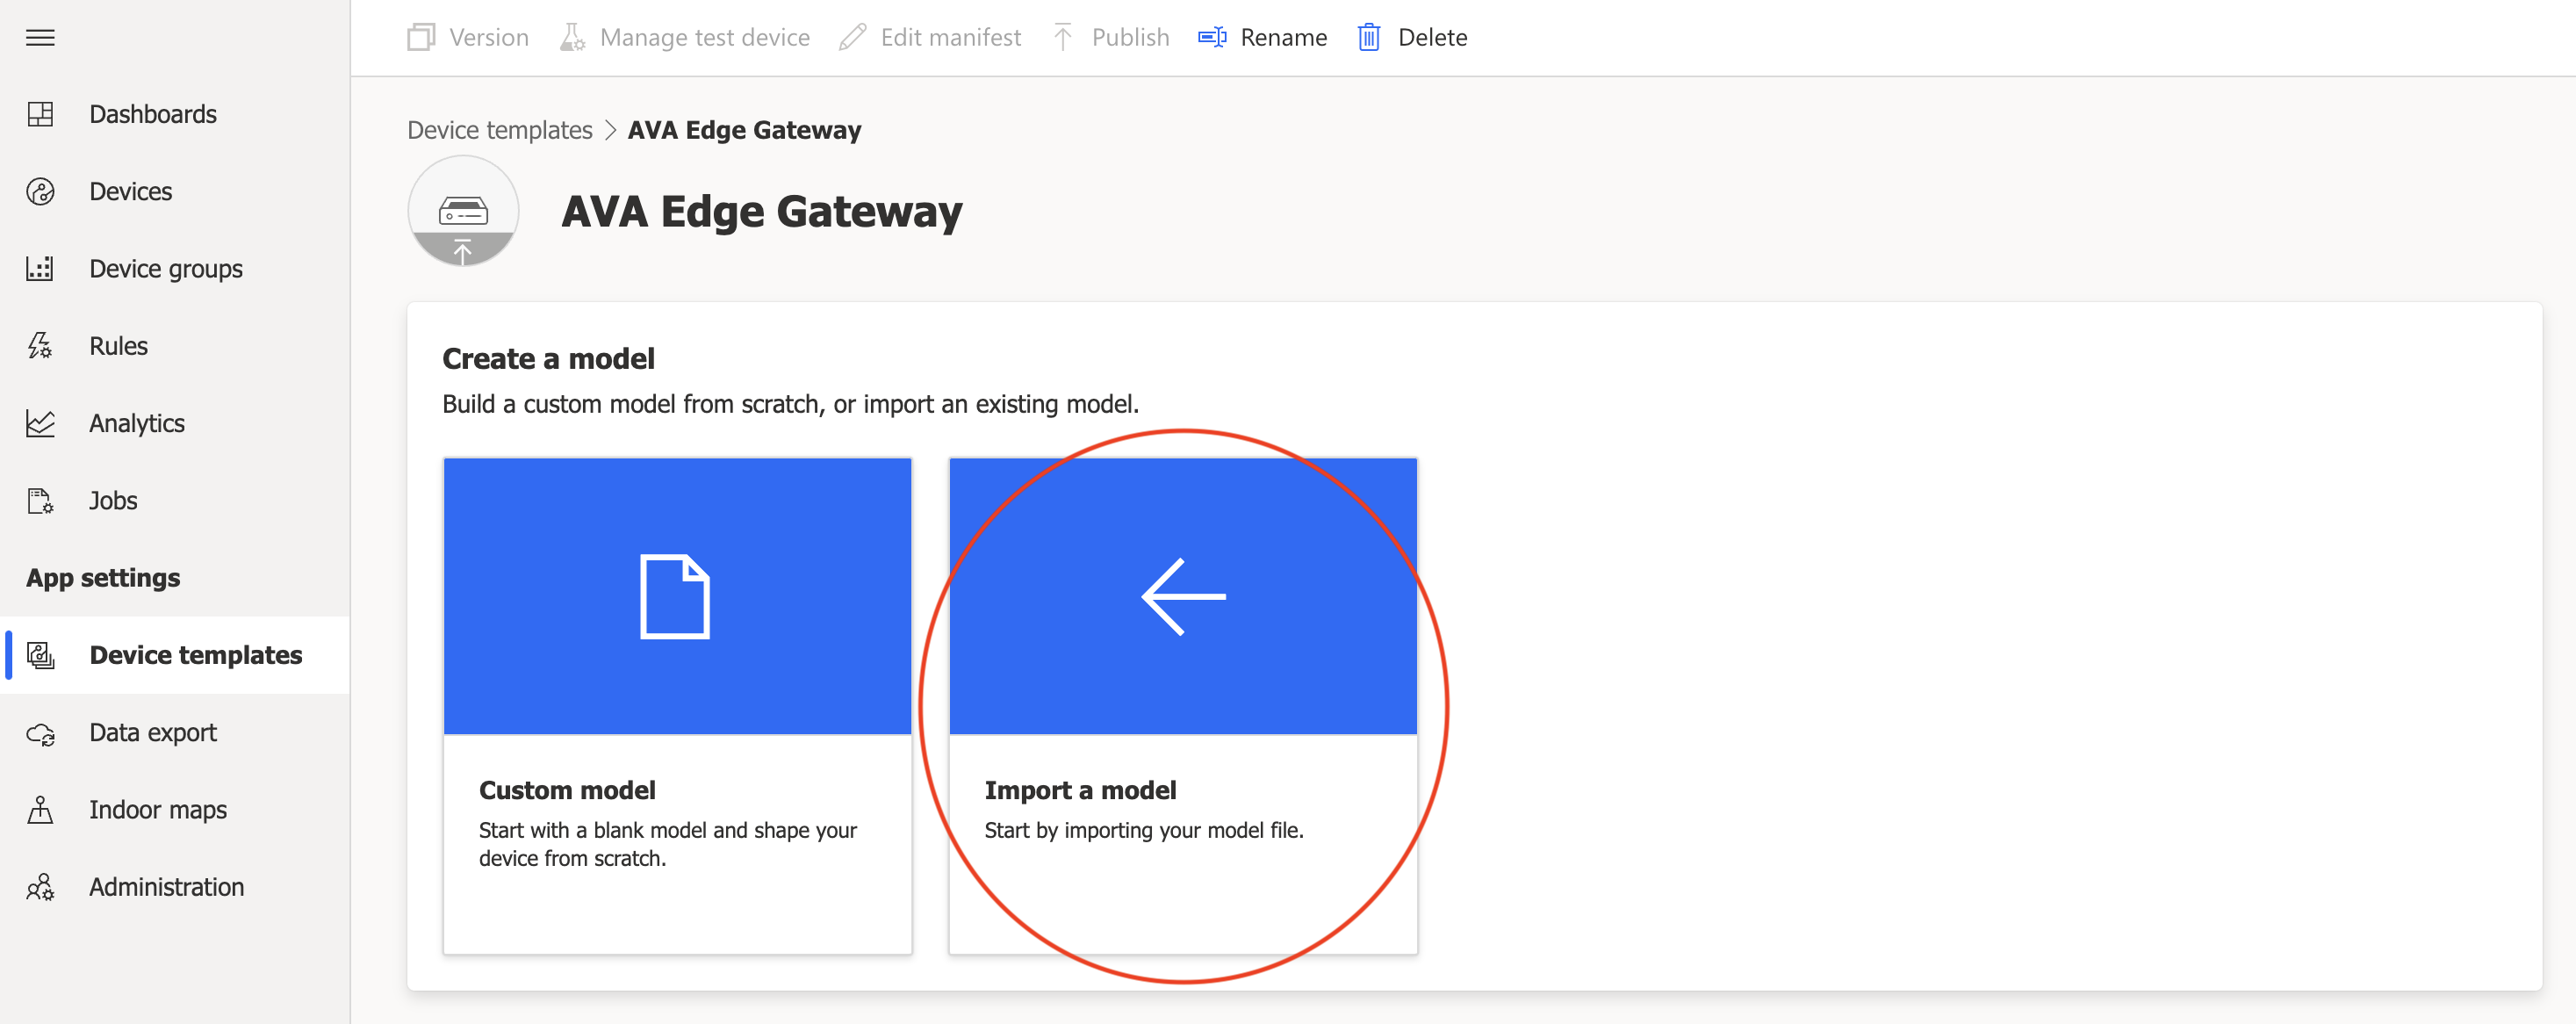 Version Manage test device Edit manifest Publish Rename Delete
Dashboards
Devices
Device groups
Rules
Analytics
Jobs
App settings
Device templates
Data export
Indoor maps
Administration
Device templates > AVA Edge Gateway
AVA Edge Gateway
Create a model
Build a custom model from scratch, or import an existing model.
Custom model
Start with a blank model and shape your
device from scratch.
Import a model
Start by importing your model file.